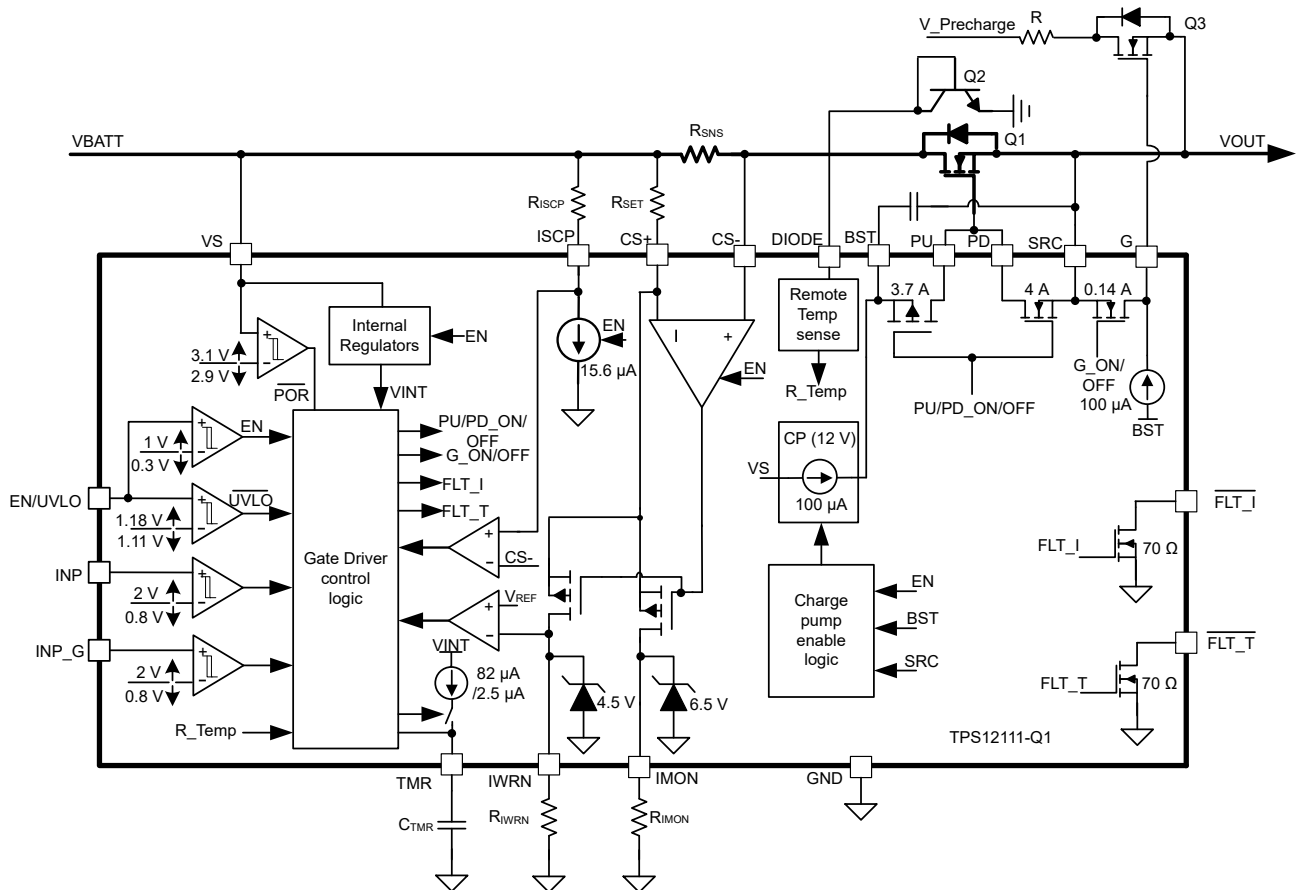 V_Precharge
R
Q3
Q2
VBATT
RSNS
Q1
VOUT
RISCP
RSET
VS
ISCP
CS+
CS-
DIODE
BST
PU
PD
SRC
G
3.7 A
4 A
0.14 A
Remote
Temp
sense
Internal
Regulators
EN
EN
I
+
EN
+
−
3.1 V
2.9 V
15.6 µA
R_Temp
G_ON/
OFF
100 µA
POR
VINT
PU/PD_ON/OFF
BST
PU/PD_ON/
OFF
G_ON/OFF
CP (12 V)
VS
100 µA
EN
+
−
1 V
0.3 V
FLT_I
FLT_T
EN/UVLO
UVLO
+
−
1.18 V
1.11 V
FLT_I
FLT_I
70 Ω
Gate Driver
control
logic
+
−
CS-
INP
+
−
2 V
0.8 V
Charge
pump
enable
logic
EN
BST
SRC
VREF
+
−
INP_G
+
−
2 V
0.8 V
VINT
82 µA
/2.5 µA
FLT_T
FLT_T
70 Ω
4.5 V
6.5 V
R_Temp
TPS12111-Q1
TMR
IWRN
IMON
GND
CTMR
RIWRN
RIMON